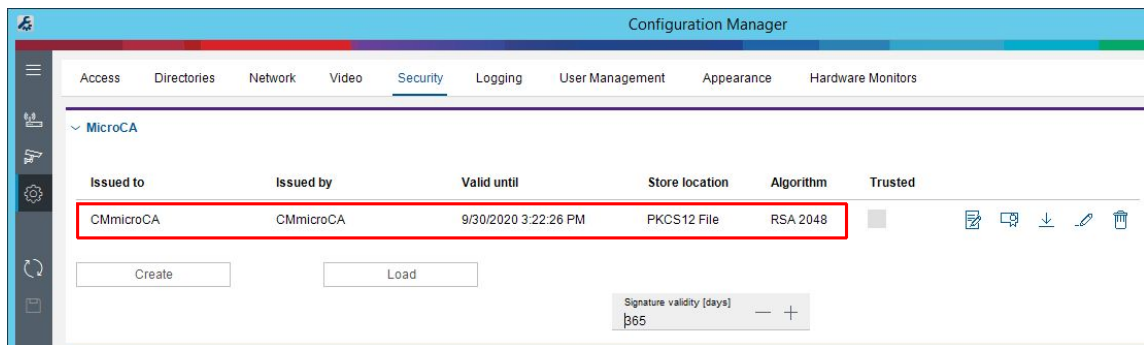 Configuration Manager
Access Directories Network Video Security Logging User Management Appearance Hardware Monitors
MicroCA
Issued to Issued by Valid until Store location Algorithm Trusted
CMmicroCA CMmicroCA 9/30/2020 3:22:26 PM PKCS12 File RSA 2048
Create Load
Signature validity [days]
365